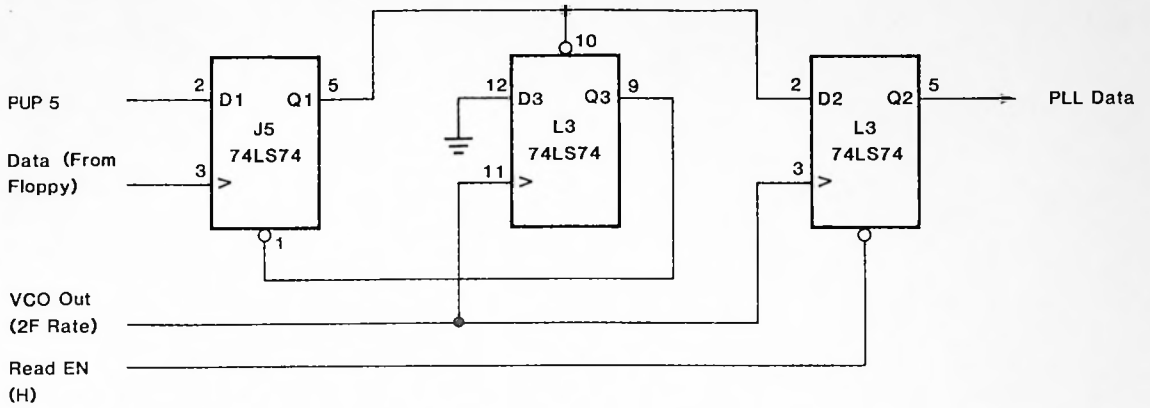 10
2
D1
Q1
5
12
D3
Q3
9
2
D2
Q2
5
PLL Data
PUP 5
J5
74LS74
L3
74LS74
L3
74LS74
Data (From
Floppy)
3
>
11
>
3
>
1
VCO Out
(2F Rate)
Read EN
(H)